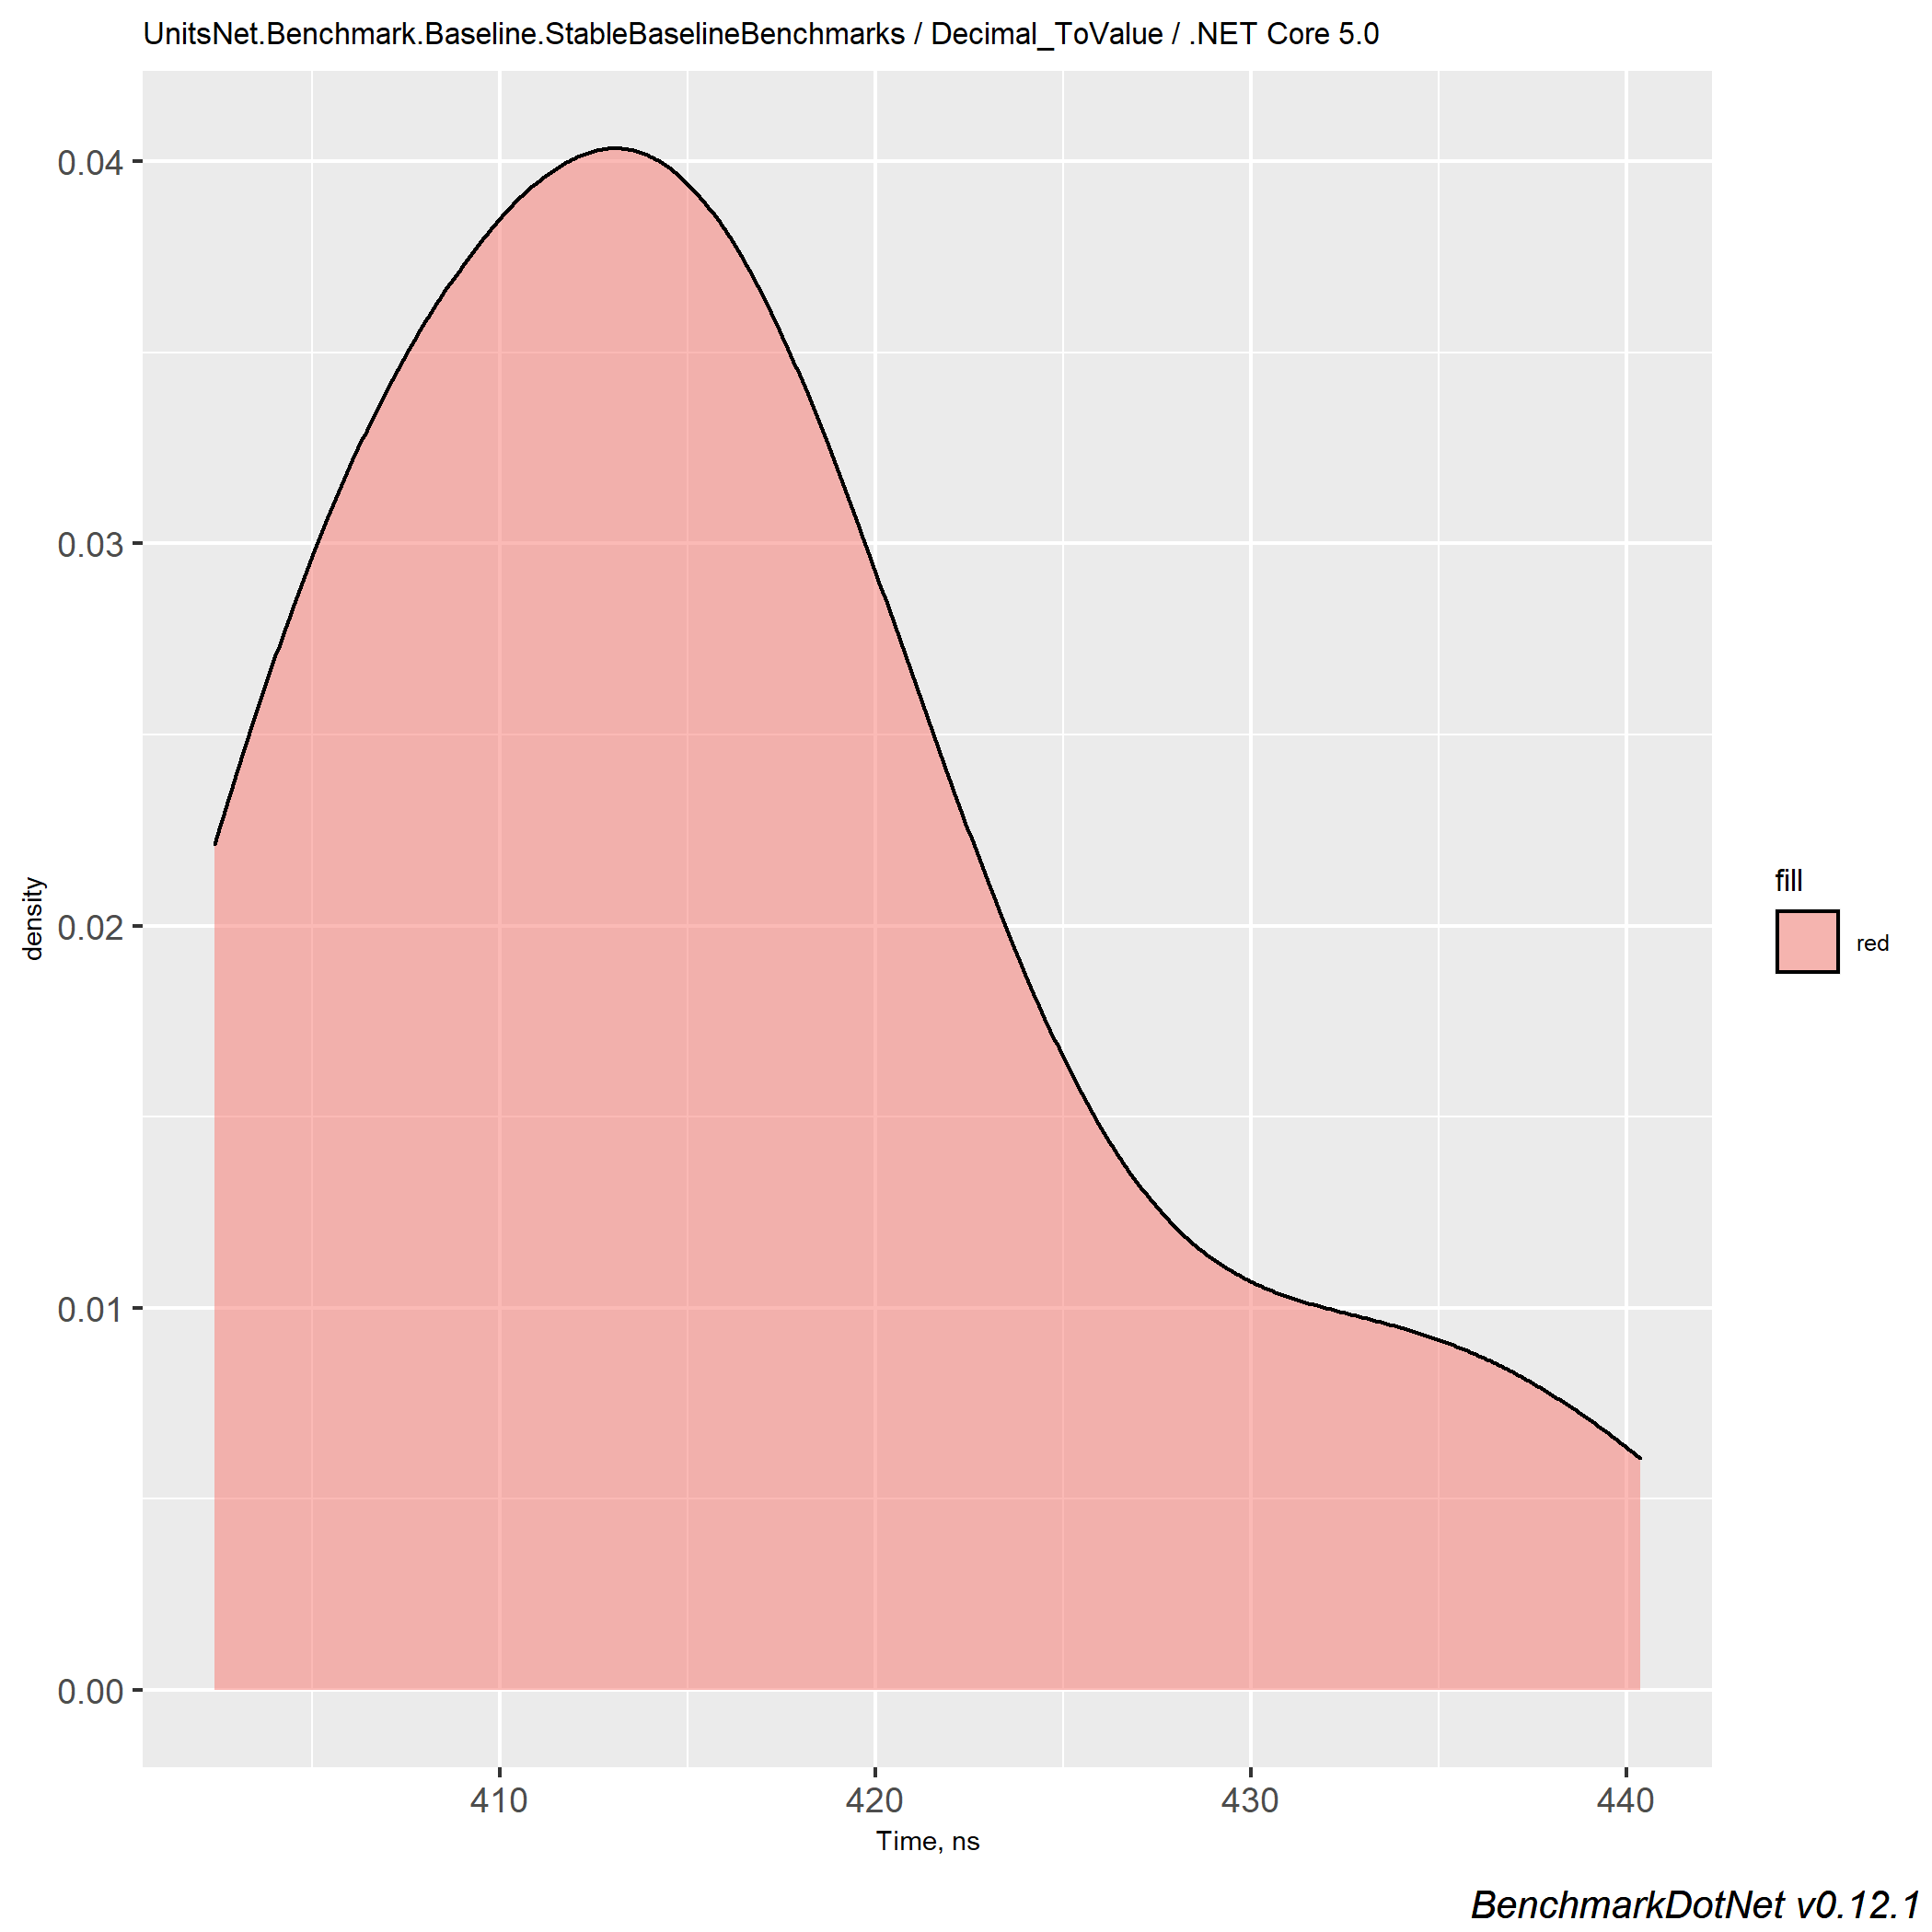 UnitsNet.Benchmark.Baseline.StableBaselineBenchmarks / Decimal_ToValue / .NET Core 5.0
0.04
0.03
0.02
0.01
0.00
density
410 420 430 440
Time, ns
fill
red
BenchmarkDotNet v0.12.1